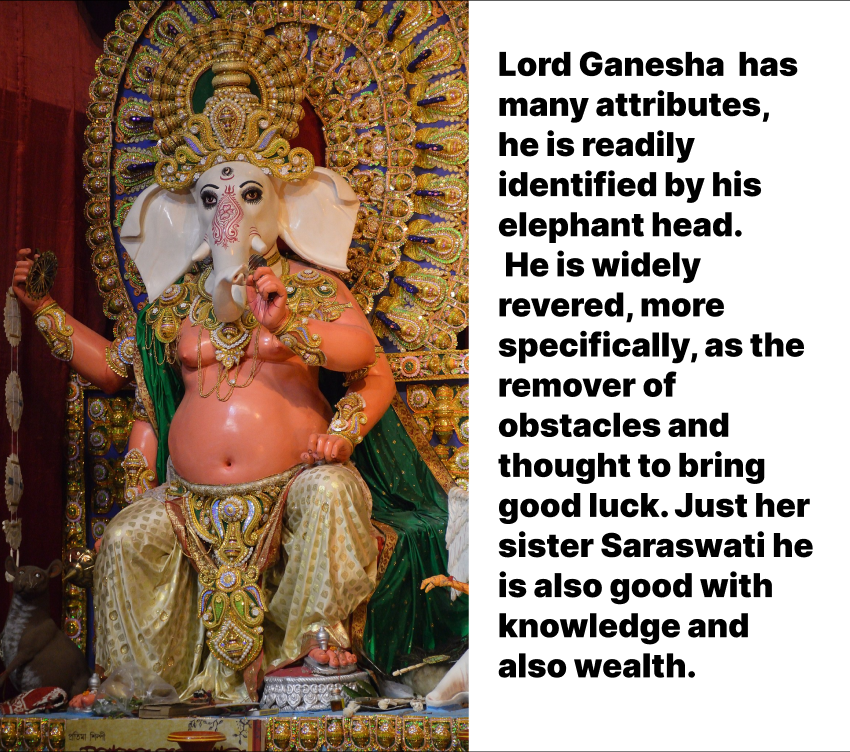 Lord Ganesha  has
many attributes,
he is readily
identified by his
elephant head.
 He is widely
revered, more
specifically, as the
remover of
obstacles and
thought to bring
good luck. Just her
sister Saraswati he
is also good with
knowledge and
also wealth.
প্রতিমা শিল্পী